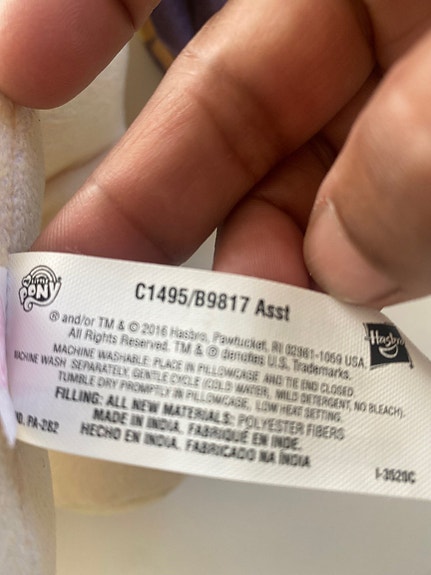 PONY
C1495/B9817 Asst
® and/or TM & © 2016 Hasbro, Pawtucket, RI 02861-1059 USA.
All Rights Reserved. TM & ® denotes U.S. Trademarks.
MACHINE WASHABLE: PLACE IN PILLOWCASE AND TIE END CLOSED.
MACHINE WASH SEPARATELY, GENTLE CYCLE (COLD WATER, MILD DETERGENT, NO BLEACH).
TUMBLE DRY PROMPTLY IN PILLOWCASE, LOW HEAT SETTING.
FILLING: ALL NEW MATERIALS: POLYESTER FIBERS
MADE IN INDIA. FABRIQUÉ EN INDE.
HECHO EN INDIA. FABRICADO NA ÍNDIA
PA-282
Hasbro
I-3520C